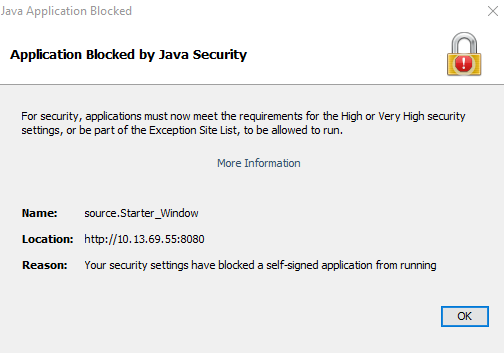 Java Application Blocked
Application Blocked by Java Security
For security, applications must now meet the requirements for the High or Very High security
settings, or be part of the Exception Site List, to be allowed to run.
More Information
Name: source.Starter_Window
Location: http://10.13.69.55:8080
Reason: Your security settings have blocked a self-signed application from running
OK